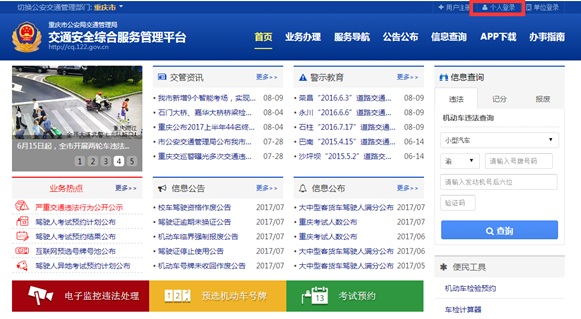 切换公安交通管理部门: 重庆市
用户注册 个人登录 单位登录
重庆市公安局交通管理局
交通安全综合服务管理平台
http://cq.122.gov.cn
首页 业务办理 服务导航 公告公布 信息查询 APP下载 办事指南
6月15日起，全市开展两轮车违法...
1 2 3 4 5
交管资讯 更多>>
我市新增9个智能考场，实现... 08-09
石门大桥、嘉华大桥桥梁检... 08-04
重庆公布2017上半年44名终... 08-04
市公安交通管理局公布我市... 07-28
重庆交巡警曝光多次交通违... 07-28
警示教育 更多>>
荣昌“2016.6.3”道路交通... 08-09
永川“2016.6.6”道路交通... 08-09
石柱“2016.7.17”道路交... 08-09
巴南“2015.4.15”道路交... 06-14
沙坪坝“2015.5.2”道路交... 06-14
信息查询
违法 记分 报废
机动车违法查询
小型汽车
渝 请输入号牌号码
请输入发动机号后六位
验证码
查询
业务热点 更多>>
严重交通违法行为公开公示
驾驶人考试预约计划公布
驾驶人考试预约结果公布
互联网预选号牌号池公布
驾驶人异地考试预约计划公布
信息公告 更多>>
校车驾驶资格作废公告 2017/07
驾驶证逾期未换证公告 2017/07
机动车临界强制报废公告 2017/07
驾驶证停止使用公告 2017/07
机动车号牌未收回作废公告 2017/07
信息公布 更多>>
大中型客货车驾驶人满分公布 2017/07
重庆考试人数公布 2017/07
重庆考试人数公布 2017/06
大中型客货车驾驶人满分公布 2017/06
大中型客货车驾驶人满分公布 2017/05
便民工具
机动车检验预约
车检计算器
电子监控违法处理
预选机动车号牌
考试预约